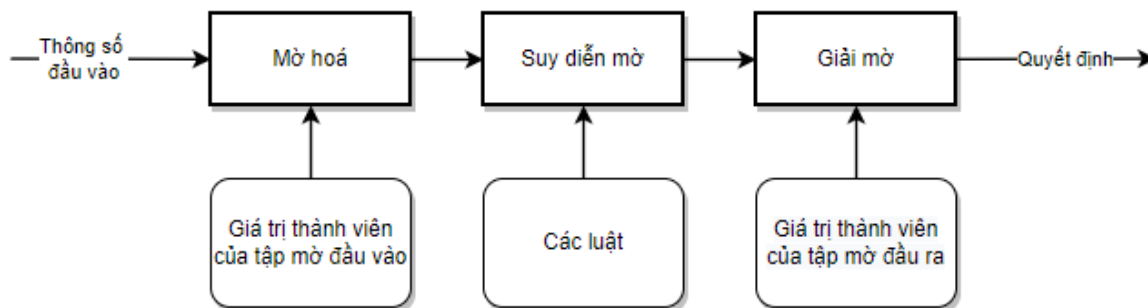 Thông số
đầu vào
Mờ hoá
Suy diễn mờ
Giải mờ
Quyết định
Giá trị thành viên
của tập mờ đầu vào
Các luật
Giá trị thành viên
của tập mờ đầu ra